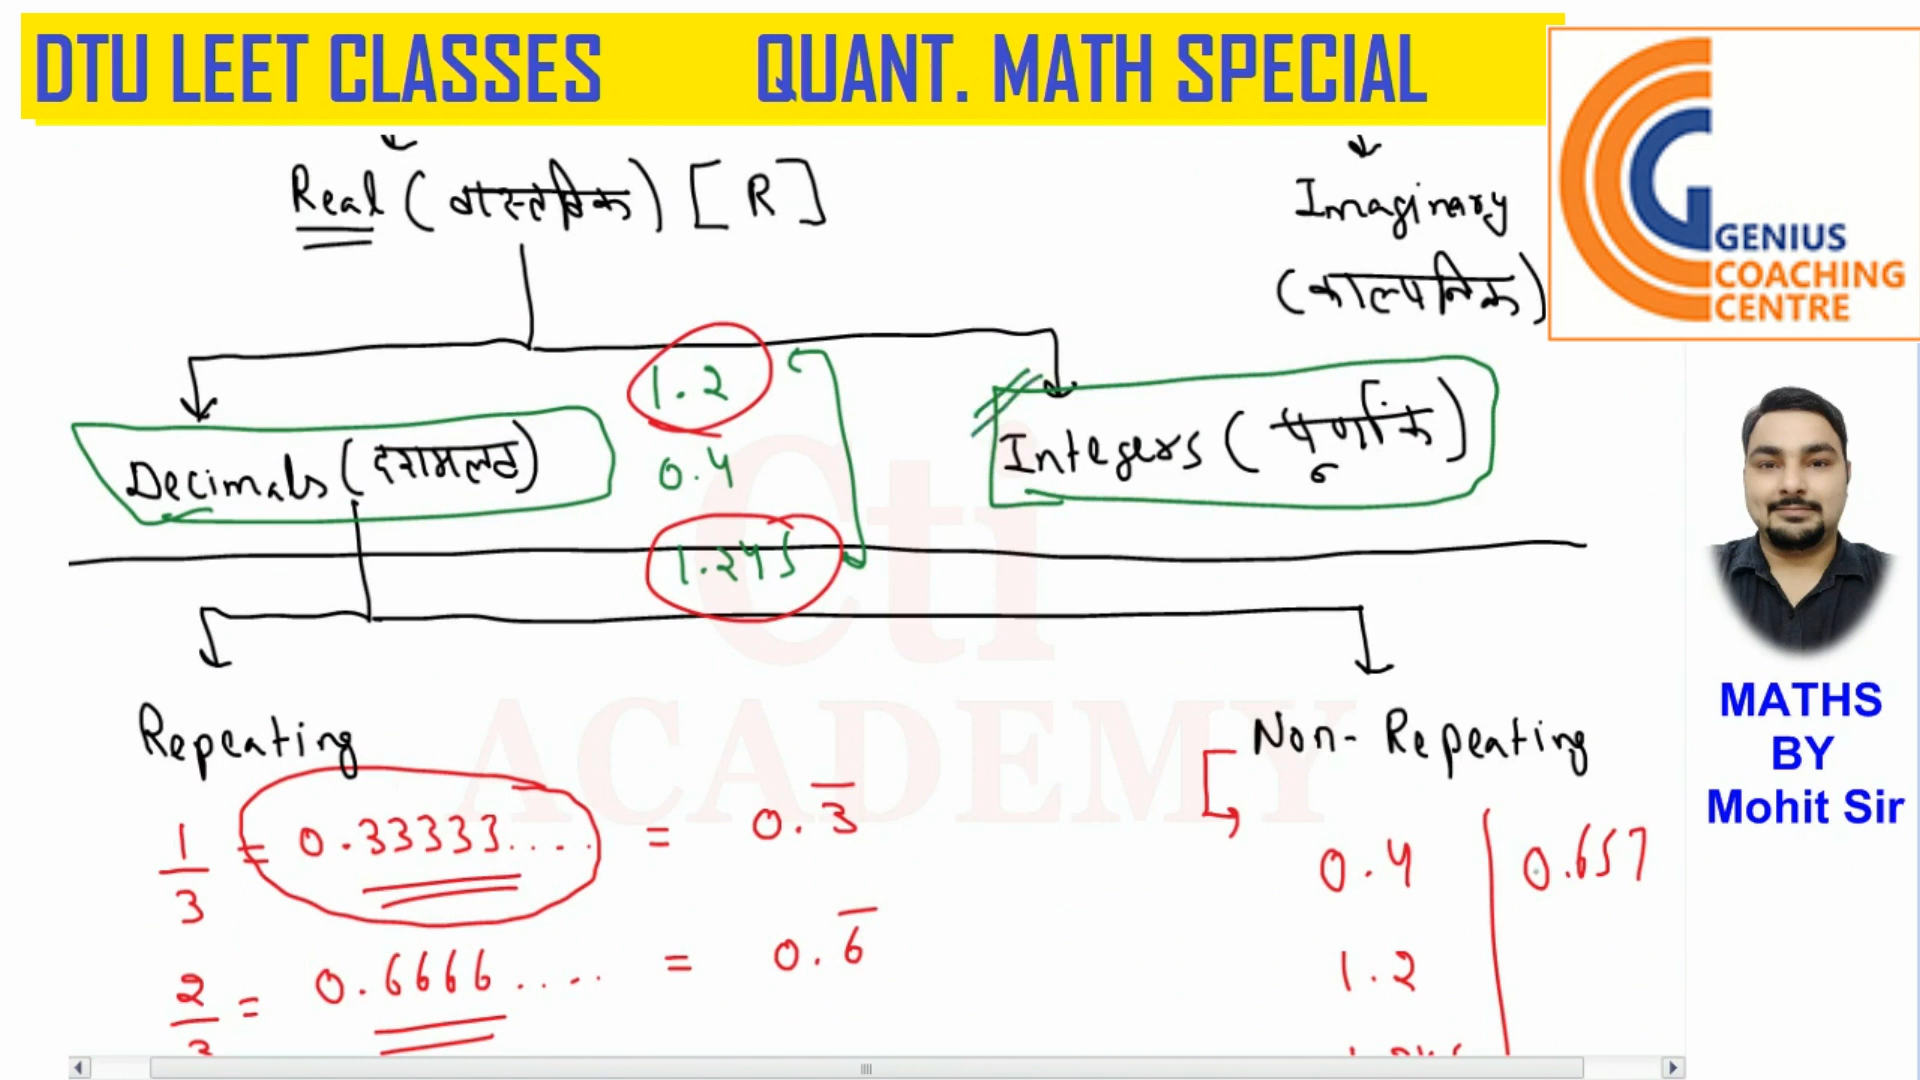 DTU LEET CLASSES QUANT. MATH SPECIAL
GENIUS
COACHING
CENTRE
Real (वास्तविक) [R]
Imaginary
(काल्पनिक)
1.2
0.4
1.245
Decimals (दशमलव)
Integers (पूर्णांक)
Cti
ACADEMY
Repeating
Non-Repeating
1/3 = 0.33333.... = 0.3̅
2/3 = 0.6666.... = 0.6̅
0.4
0.657
1.2
MATHS
BY
Mohit Sir